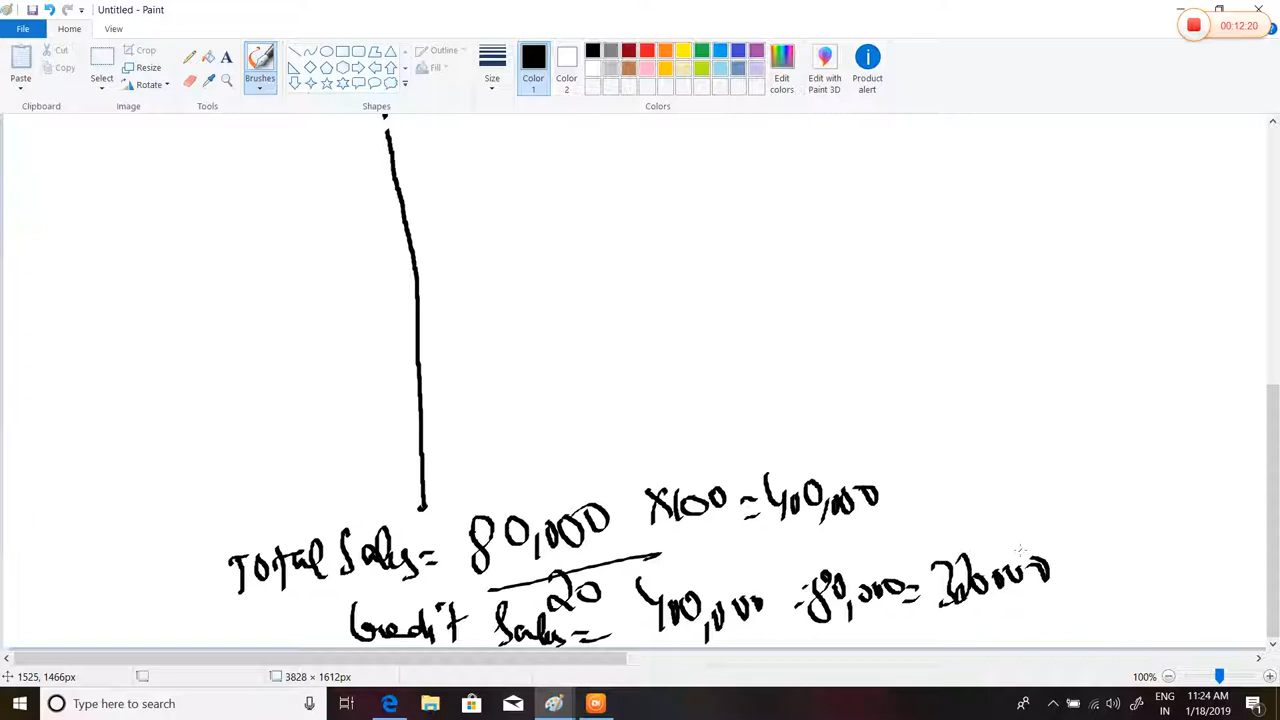 Untitled - Paint
00:12:20
File Home View
Paste
Cut
Copy
Clipboard
Select
Crop
Resize
Rotate
Image
Tools
Brushes
Outline
Fill
Shapes
Size
Color 1
Color 2
Edit colors
Edit with Paint 3D
Product alert
Colors
Total Sales = 80,000 X100 = 400,000
20
Credit Sales = 400,000 - 80,000 = 320000
1525, 1466px
3828 × 1612px
100%
Type here to search
ENG
IN
11:24 AM
1/18/2019
1